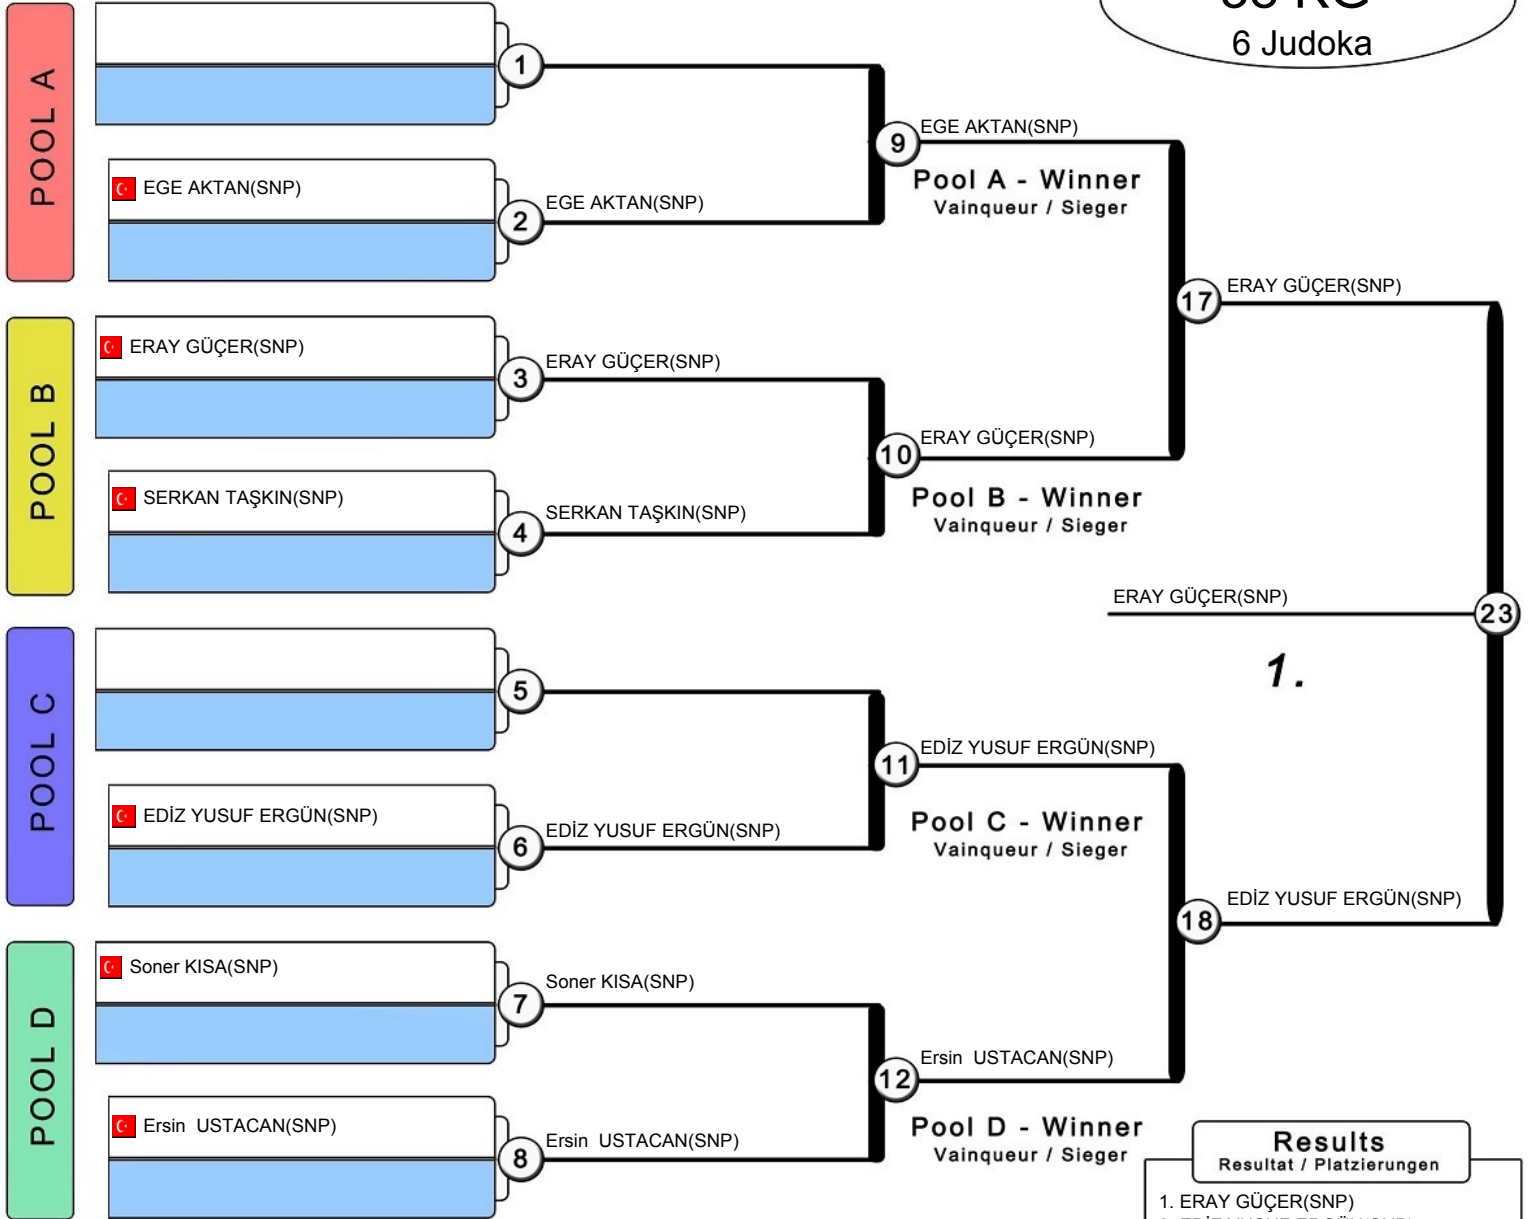 KG
6 Judoka
POOL A
1
EGE AKTAN(SNP)
2
EGE AKTAN(SNP)
9
EGE AKTAN(SNP)
Pool A - Winner
Vainqueur / Sieger
POOL B
ERAY GÜÇER(SNP)
3
ERAY GÜÇER(SNP)
SERKAN TAŞKIN(SNP)
4
SERKAN TAŞKIN(SNP)
10
ERAY GÜÇER(SNP)
Pool B - Winner
Vainqueur / Sieger
17
ERAY GÜÇER(SNP)
ERAY GÜÇER(SNP)
23
1.
POOL C
5
EDİZ YUSUF ERGÜN(SNP)
6
EDİZ YUSUF ERGÜN(SNP)
11
EDİZ YUSUF ERGÜN(SNP)
Pool C - Winner
Vainqueur / Sieger
18
EDİZ YUSUF ERGÜN(SNP)
POOL D
Soner KISA(SNP)
7
Soner KISA(SNP)
Ersin USTACAN(SNP)
8
Ersin USTACAN(SNP)
12
Ersin USTACAN(SNP)
Pool D - Winner
Vainqueur / Sieger
Results
Resultat / Platzierungen
1. ERAY GÜÇER(SNP)